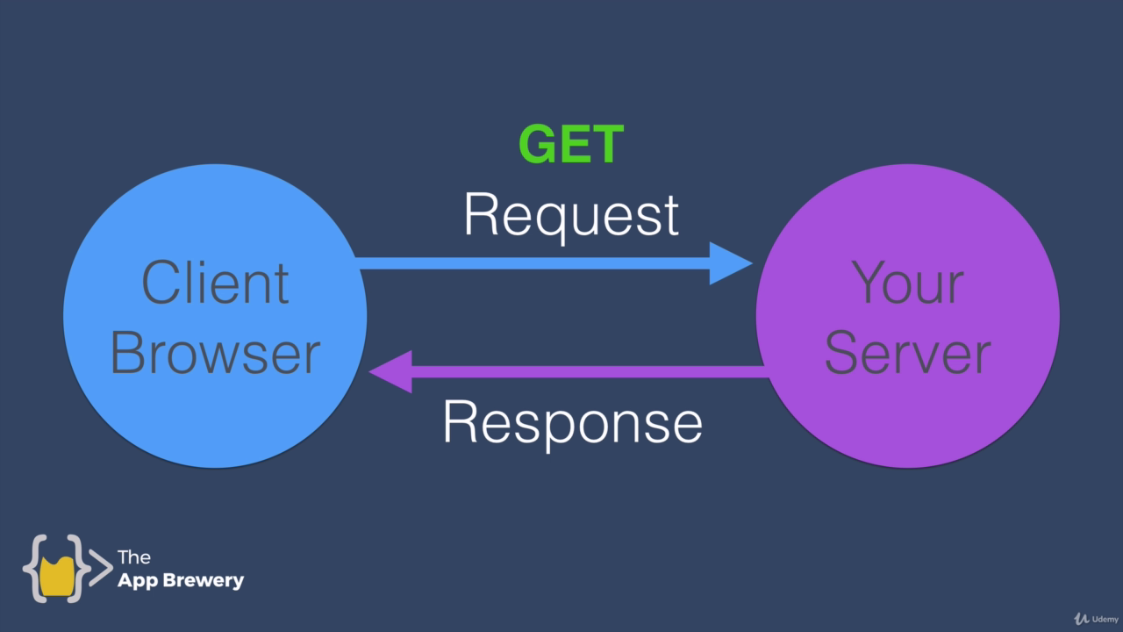 GET
Request
Client
Browser
Your
Server
Response
The
App Brewery
Udemy